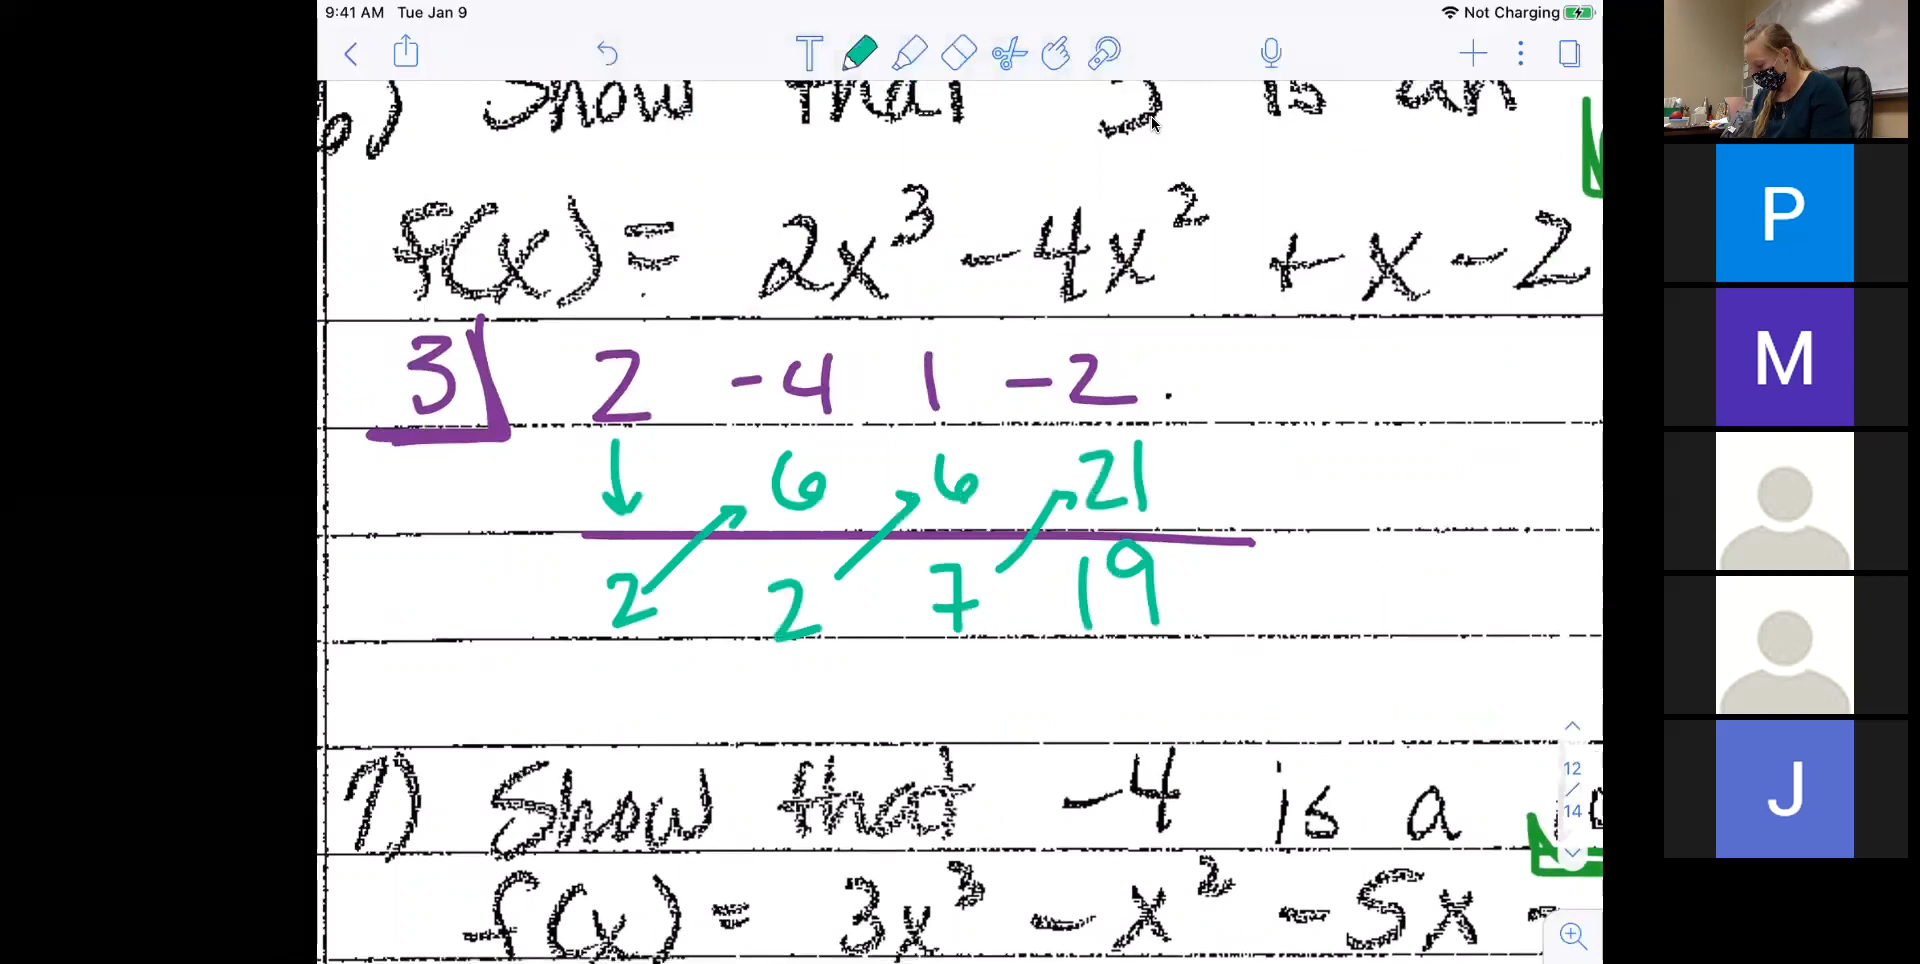 9:41 AM Tue Jan 9
Not Charging
T
b) Show that 3 is an
f(x) = 2x³ - 4x² + x - 2
3 2 -4 1 -2
6 6 21
2 2 7 19
7) Show that -4 is a
f(x) = 3x³ - x² - 5x -
12
/
14
P
M
J